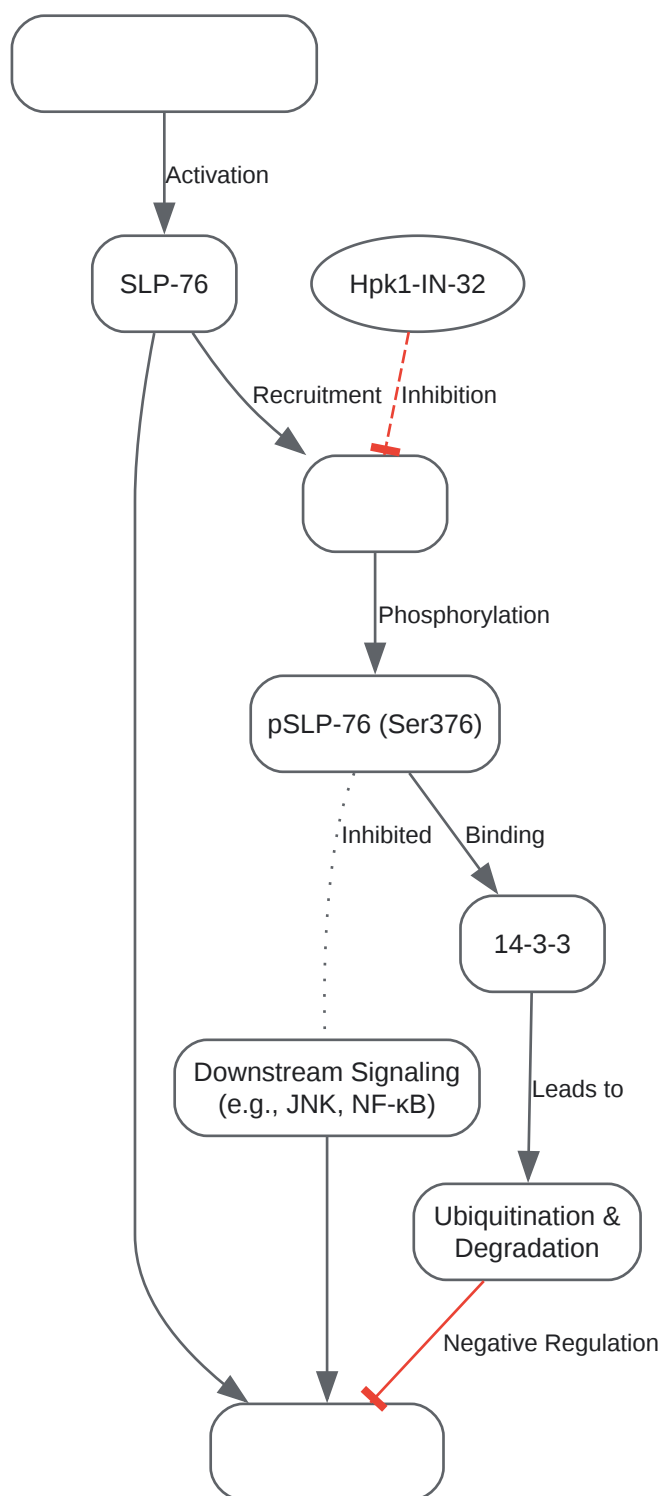 Activation
SLP-76
Hpk1-IN-32
Recruitment
Inhibition
Phosphorylation
pSLP-76 (Ser376)
Inhibited
Binding
14-3-3
Downstream Signaling
(e.g., JNK, NF-κB)
Leads to
Ubiquitination &
Degradation
Negative Regulation